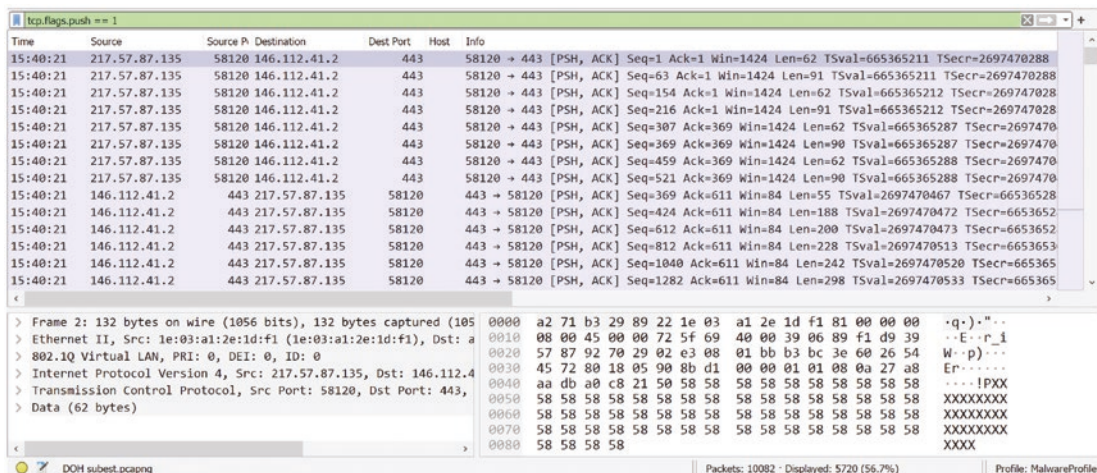 tcp.flags.push == 1
Time Source Source P Destination Dest Port Host Info
15:40:21 217.57.87.135 58120 146.112.41.2 443 58120 → 443 [PSH, ACK] Seq=1 Ack=1 Win=1424 Len=62 TSval=665365211 TSecr=2697470288
15:40:21 217.57.87.135 58120 146.112.41.2 443 58120 → 443 [PSH, ACK] Seq=63 Ack=1 Win=1424 Len=91 TSval=665365211 TSecr=2697470288
15:40:21 217.57.87.135 58120 146.112.41.2 443 58120 → 443 [PSH, ACK] Seq=154 Ack=1 Win=1424 Len=62 TSval=665365212 TSecr=269747028
15:40:21 217.57.87.135 58120 146.112.41.2 443 58120 → 443 [PSH, ACK] Seq=216 Ack=1 Win=1424 Len=91 TSval=665365212 TSecr=269747028
15:40:21 217.57.87.135 58120 146.112.41.2 443 58120 → 443 [PSH, ACK] Seq=307 Ack=369 Win=1424 Len=62 TSval=665365287 TSecr=2697470
15:40:21 217.57.87.135 58120 146.112.41.2 443 58120 → 443 [PSH, ACK] Seq=369 Ack=369 Win=1424 Len=90 TSval=665365287 TSecr=2697470
15:40:21 217.57.87.135 58120 146.112.41.2 443 58120 → 443 [PSH, ACK] Seq=459 Ack=369 Win=1424 Len=62 TSval=665365288 TSecr=2697470
15:40:21 217.57.87.135 58120 146.112.41.2 443 58120 → 443 [PSH, ACK] Seq=521 Ack=369 Win=1424 Len=90 TSval=665365288 TSecr=2697470
15:40:21 146.112.41.2 443 217.57.87.135 58120 443 → 58120 [PSH, ACK] Seq=369 Ack=611 Win=84 Len=55 TSval=2697470467 TSecr=66536528
15:40:21 146.112.41.2 443 217.57.87.135 58120 443 → 58120 [PSH, ACK] Seq=424 Ack=611 Win=84 Len=188 TSval=2697470472 TSecr=6653652
15:40:21 146.112.41.2 443 217.57.87.135 58120 443 → 58120 [PSH, ACK] Seq=612 Ack=611 Win=84 Len=200 TSval=2697470473 TSecr=6653652
15:40:21 146.112.41.2 443 217.57.87.135 58120 443 → 58120 [PSH, ACK] Seq=812 Ack=611 Win=84 Len=228 TSval=2697470513 TSecr=6653653
15:40:21 146.112.41.2 443 217.57.87.135 58120 443 → 58120 [PSH, ACK] Seq=1040 Ack=611 Win=84 Len=242 TSval=2697470520 TSecr=665365
15:40:21 146.112.41.2 443 217.57.87.135 58120 443 → 58120 [PSH, ACK] Seq=1282 Ack=611 Win=84 Len=298 TSval=2697470533 TSecr=665365
> Frame 2: 132 bytes on wire (1056 bits), 132 bytes captured (105
> Ethernet II, Src: 1e:03:a1:2e:1d:f1 (1e:03:a1:2e:1d:f1), Dst: a
> 802.1Q Virtual LAN, PRI: 0, DEI: 0, ID: 0
> Internet Protocol Version 4, Src: 217.57.87.135, Dst: 146.112.4
> Transmission Control Protocol, Src Port: 58120, Dst Port: 443,
> Data (62 bytes)
0000 a2 71 b3 29 89 22 1e 03 a1 2e 1d f1 81 00 00 00 ·q·)·"··
0010 08 00 45 00 00 72 5f 69 40 00 39 06 89 f1 d9 39 ··E··r_i
0020 57 87 92 70 29 02 e3 08 01 bb b3 bc 3e 60 26 54 W··p)···
0030 45 72 80 18 05 90 8b d1 00 00 01 01 08 0a 27 a8 Er······
0040 aa db a0 c8 21 50 58 58 58 58 58 58 58 58 58 58 ····!PXX
0050 58 58 58 58 58 58 58 58 58 58 58 58 58 58 58 58 XXXXXXXX
0060 58 58 58 58 58 58 58 58 58 58 58 58 58 58 58 58 XXXXXXXX
0070 58 58 58 58 58 58 58 58 58 58 58 58 58 58 58 58 XXXXXXXX
0080 58 58 58 58 XXXX
DOH subest.pcapng Packets: 10082 · Displayed: 5720 (56.7%) Profile: MalwareProfile